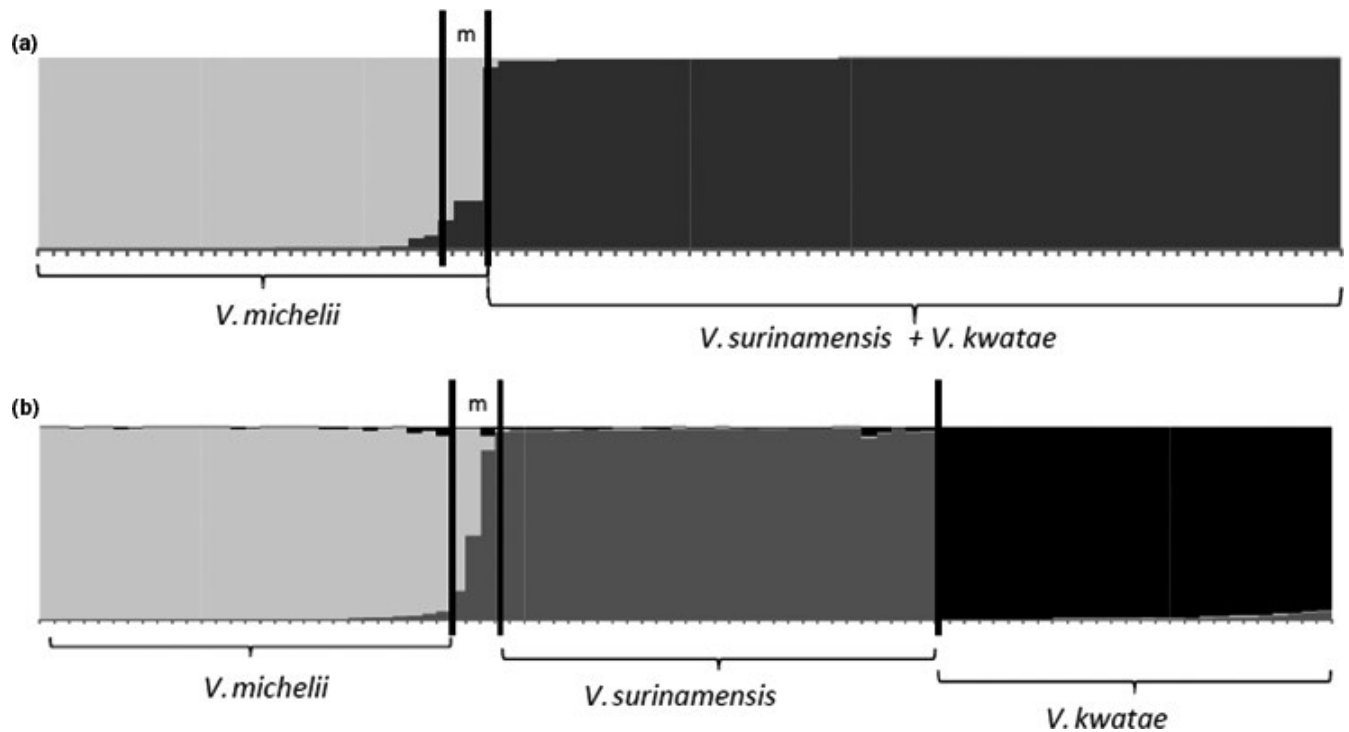 (a)
m
V. michelii
V. surinamensis + V. kwatae
(b)
m
V. michelii
V. surinamensis
V. kwatae